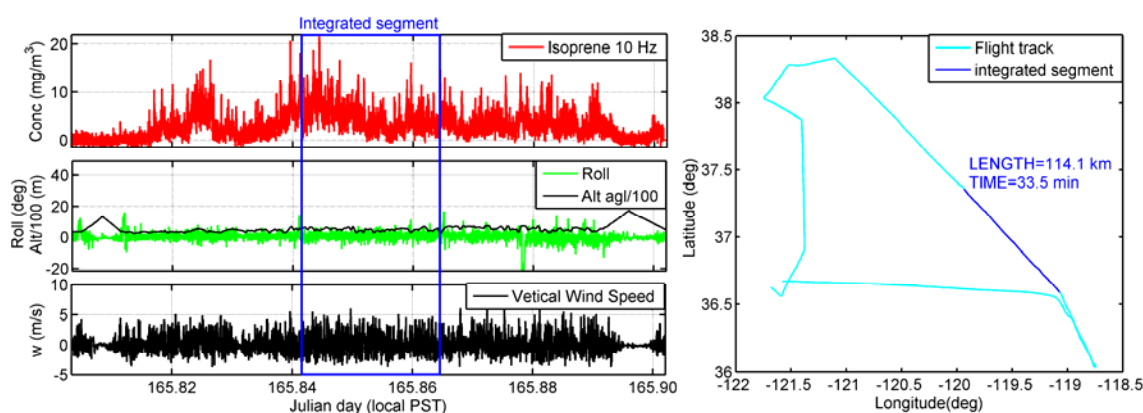 Integrated segment
Conc (mg/m³)
20
10
0
Isoprene 10 Hz
Roll (deg)
Alt/100 (m)
40
20
0
-20
Roll
Alt agl/100
w (m/s)
10
5
0
-5
Vetical Wind Speed
165.82 165.84 165.86 165.88 165.90
Julian day (local PST)
Latitude (deg)
38.5
38
37.5
37
36.5
36
Flight track
integrated segment
LENGTH=114.1 km
TIME=33.5 min
-122 -121.5 -121 -120.5 -120 -119.5 -119 -118.5
Longitude(deg)